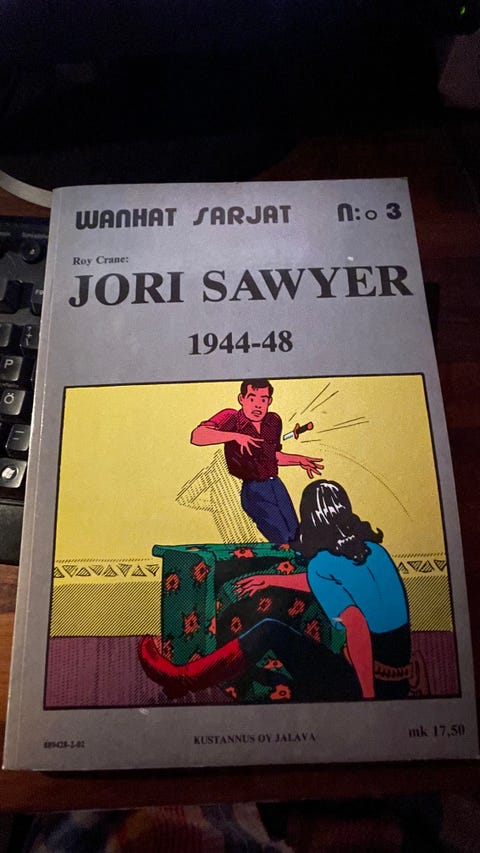 WANHAT SARJAT N:o 3
Roy Crane:
JORI SAWYER
1944-48
KUSTANNUS OY JALAVA
mk 17,50
P
Ö